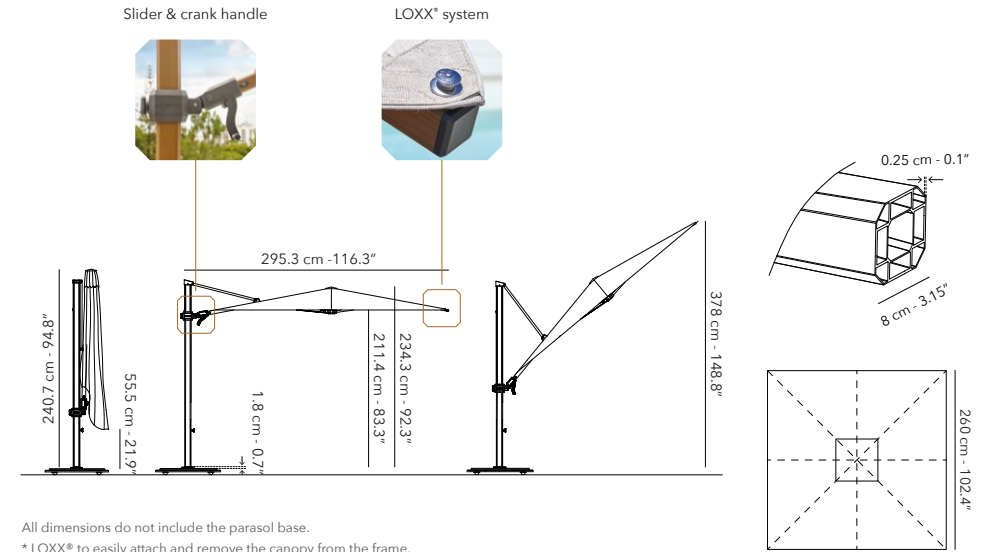 Slider & crank handle
LOXX® system
0.25 cm - 0.1”
8 cm - 3.15”
295.3 cm -116.3”
240.7 cm - 94.8”
55.5 cm - 21.9”
1.8 cm - 0.7”
211.4 cm - 83.3”
234.3 cm - 92.3”
378 cm - 148.8”
260 cm - 102.4”
All dimensions do not include the parasol base.
* LOXX® to easily attach and remove the canopy from the frame.